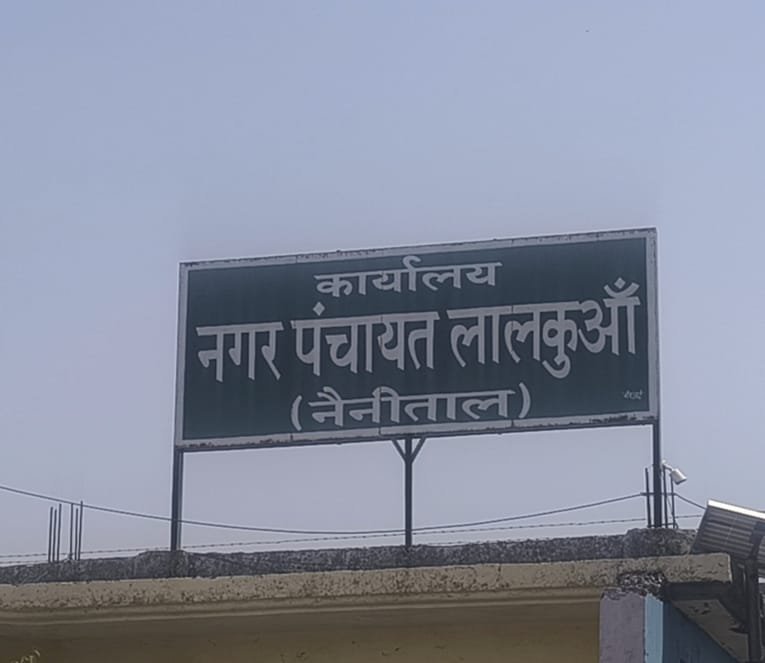 कार्यालय
नगर पंचायत लालकुआँ
(नैनीताल)